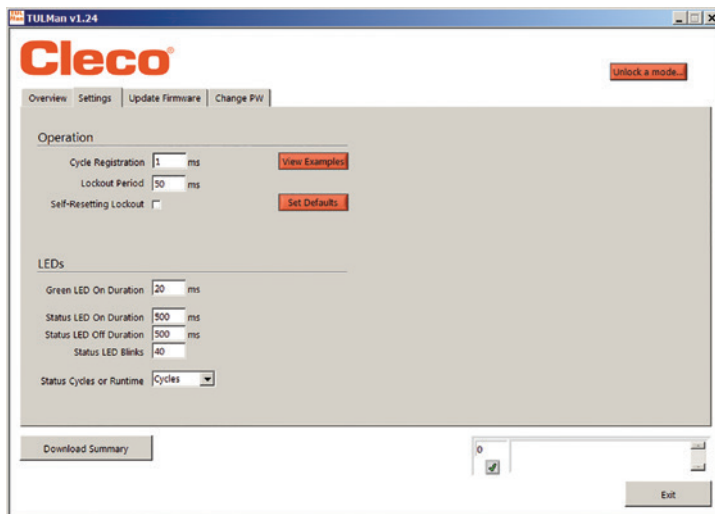 TULMan v1.24
Cleco®
Unlock a mode...
Overview Settings Update Firmware Change PW
Operation
Cycle Registration 1 ms View Examples
Lockout Period 50 ms
Self-Resetting Lockout Set Defaults
LEDs
Green LED On Duration 20 ms
Status LED On Duration 500 ms
Status LED Off Duration 500 ms
Status LED Blinks 40
Status Cycles or Runtime Cycles
Download Summary 0
Exit